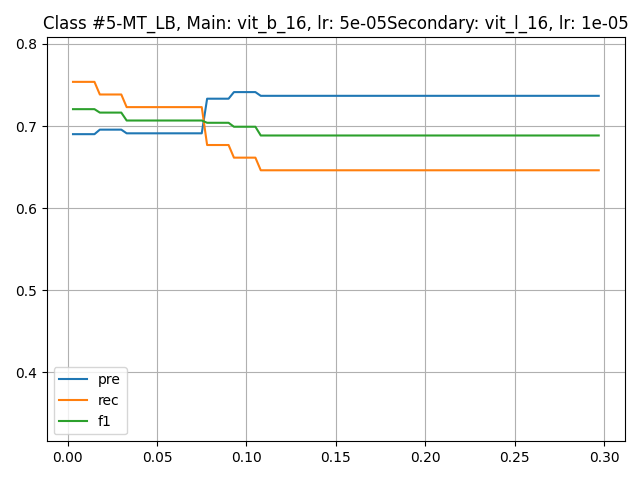 Class #5-MT_LB, Main: vit_b_16, lr: 5e-05Secondary: vit_l_16, lr: 1e-05
0.8
0.7
0.6
0.5
0.4
pre
rec
f1
0.00 0.05 0.10 0.15 0.20 0.25 0.30